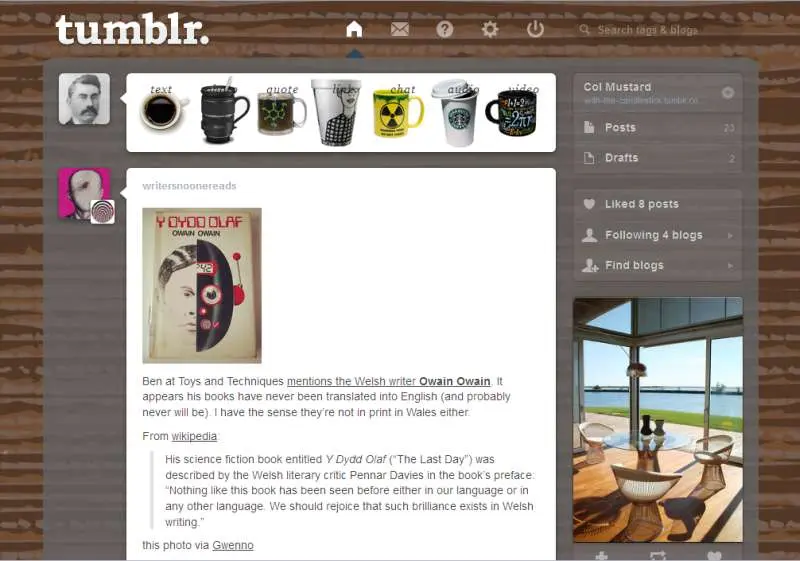 tumblr.
Search tags & blogs
text
quote
link
chat
audio
video
Col Mustard
Posts 23
Drafts 2
Liked 8 posts
Following 4 blogs
Find blogs
writersnoonereads
Y DYDD OLAF
OWAIN OWAIN
942
Ben at Toys and Techniques mentions the Welsh writer Owain Owain. It
appears his books have never been translated into English (and probably
never will be). I have the sense they're not in print in Wales either.
From wikipedia:
His science fiction book entitled Y Dydd Olaf (“The Last Day”) was
described by the Welsh literary critic Pennar Davies in the book's preface:
“Nothing like this book has been seen before either in our language or in
any other language. We should rejoice that such brilliance exists in Welsh
writing.”
this photo via Gwenno